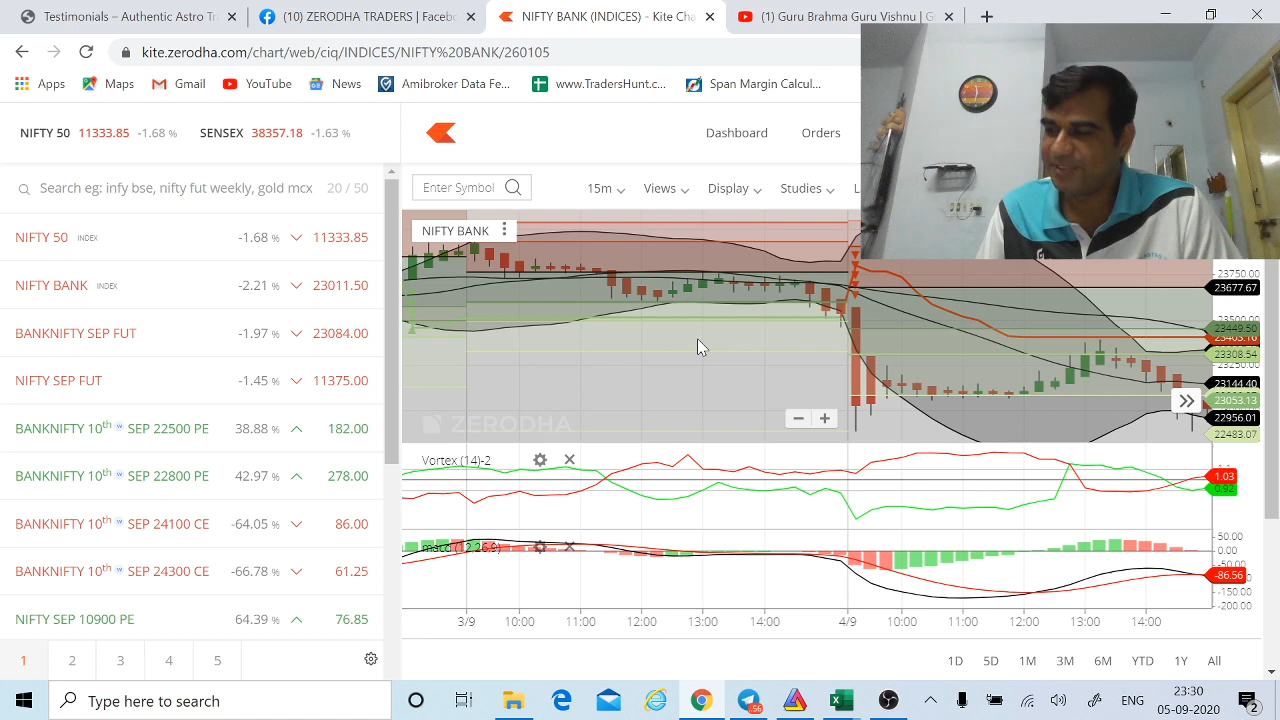 Testimonials – Authentic Astro Tr
(10) ZERODHA TRADERS | Facebo
NIFTY BANK (INDICES) - Kite Cha
(1) Guru Brahma Guru Vishnu |
kite.zerodha.com/chart/web/ciq/INDICES/NIFTY%20BANK/260105
Apps
Maps
Gmail
YouTube
News
Amibroker Data Fe...
www.TradersHunt.c...
Span Margin Calcul...
NIFTY 50 11333.85 -1.68 %
SENSEX 38357.18 -1.63 %
Dashboard
Orders
Search eg: infy bse, nifty fut weekly, gold mcx 20 / 50
Enter Symbol
15m
Views
Display
Studies
NIFTY 50 INDEX -1.68 % 11333.85
NIFTY BANK INDEX -2.21 % 23011.50
BANKNIFTY SEP FUT -1.97 % 23084.00
NIFTY SEP FUT -1.45 % 11375.00
BANKNIFTY 10th w SEP 22500 PE 38.88 % 182.00
BANKNIFTY 10th w SEP 22800 PE 42.97 % 278.00
BANKNIFTY 10th w SEP 24100 CE -64.05 % 86.00
BANKNIFTY 10th w SEP 24300 CE -66.78 % 61.25
NIFTY SEP 10900 PE 64.39 % 76.85
1 2 3 4 5
NIFTY BANK
ZERODHA
23750.00
23677.67
23449.50
23308.54
23144.40
23053.13
22956.01
22483.07
Vortex (14)-2
1.03
0.92
macd (12,26,9)
50.00
0.00
-86.56
-150.00
-200.00
3/9 10:00 11:00 12:00 13:00 14:00 4/9 10:00 11:00 12:00 13:00 14:00
1D 5D 1M 3M 6M YTD 1Y All
Type here to search
56
ENG
23:30
05-09-2020
2